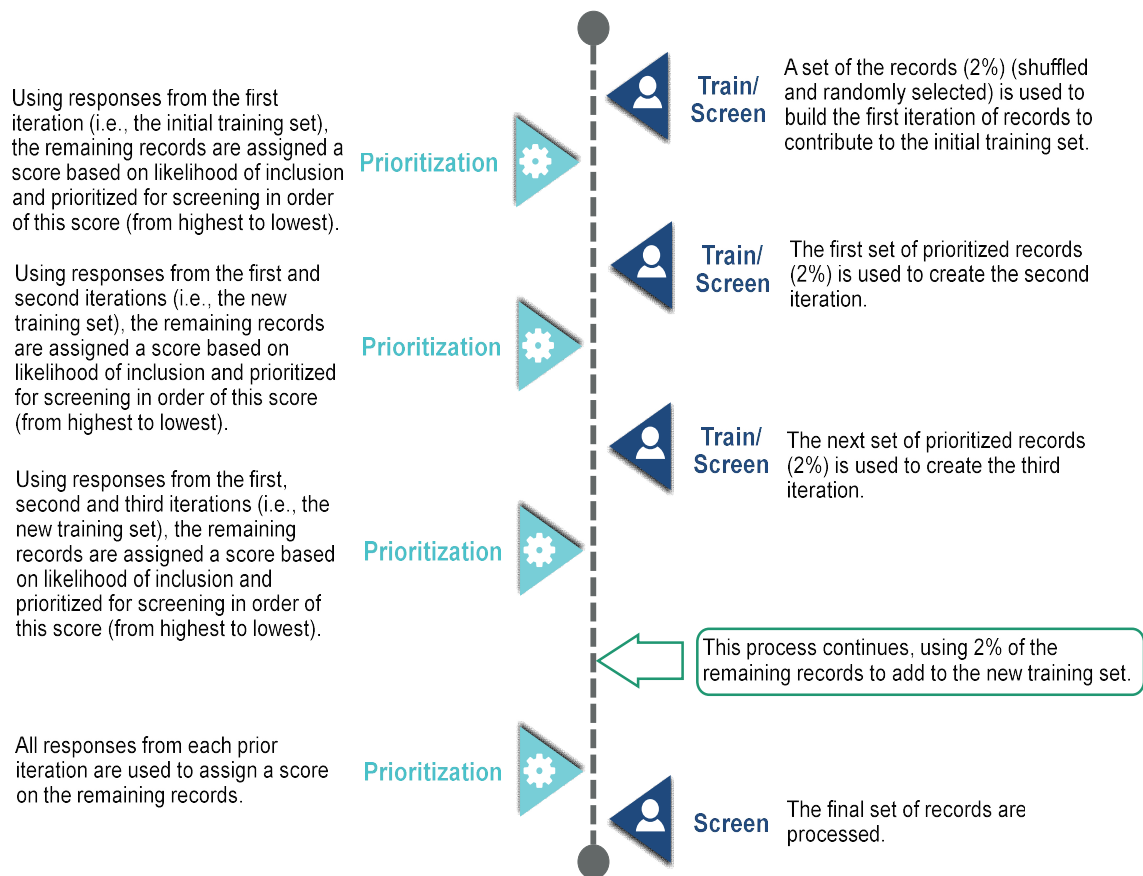 Train/
Screen
A set of the records (2%) (shuffled
and randomly selected) is used to
build the first iteration of records to
contribute to the initial training set.
Using responses from the first
iteration (i.e., the initial training set),
the remaining records are assigned a
score based on likelihood of inclusion
and prioritized for screening in order
of this score (from highest to lowest).
Prioritization
Train/
Screen
The first set of prioritized records
(2%) is used to create the second
iteration.
Using responses from the first and
second iterations (i.e., the new
training set), the remaining records
are assigned a score based on
likelihood of inclusion and prioritized
for screening in order of this score
(from highest to lowest).
Prioritization
Train/
Screen
The next set of prioritized records
(2%) is used to create the third
iteration.
Using responses from the first,
second and third iterations (i.e., the
new training set), the remaining
records are assigned a score based
on likelihood of inclusion and
prioritized for screening in order of
this score (from highest to lowest).
Prioritization
This process continues, using 2% of the
remaining records to add to the new training set.
All responses from each prior
iteration are used to assign a score
on the remaining records.
Prioritization
Screen
The final set of records are
processed.